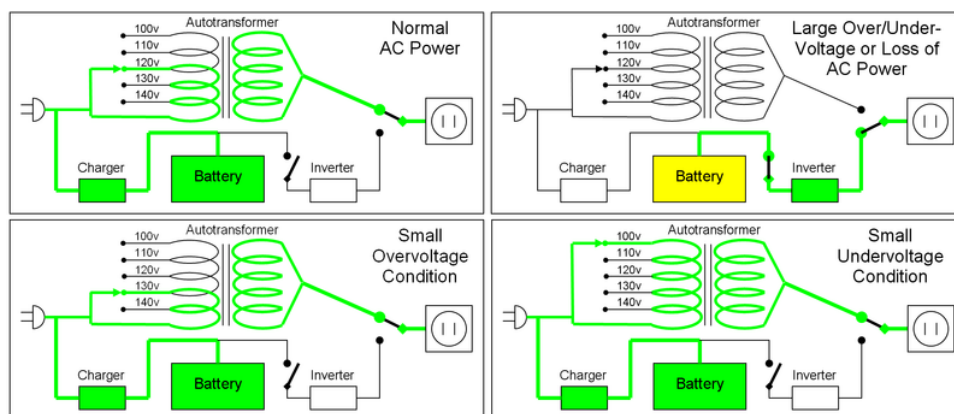 Autotransformer
Normal
AC Power
100v
110v
120v
130v
140v
Charger
Battery
Inverter
Autotransformer
Large Over/Under-
Voltage or Loss of
AC Power
100v
110v
120v
130v
140v
Charger
Battery
Inverter
Autotransformer
Small
Overvoltage
Condition
100v
110v
120v
130v
140v
Charger
Battery
Inverter
Autotransformer
Small
Undervoltage
Condition
100v
110v
120v
130v
140v
Charger
Battery
Inverter